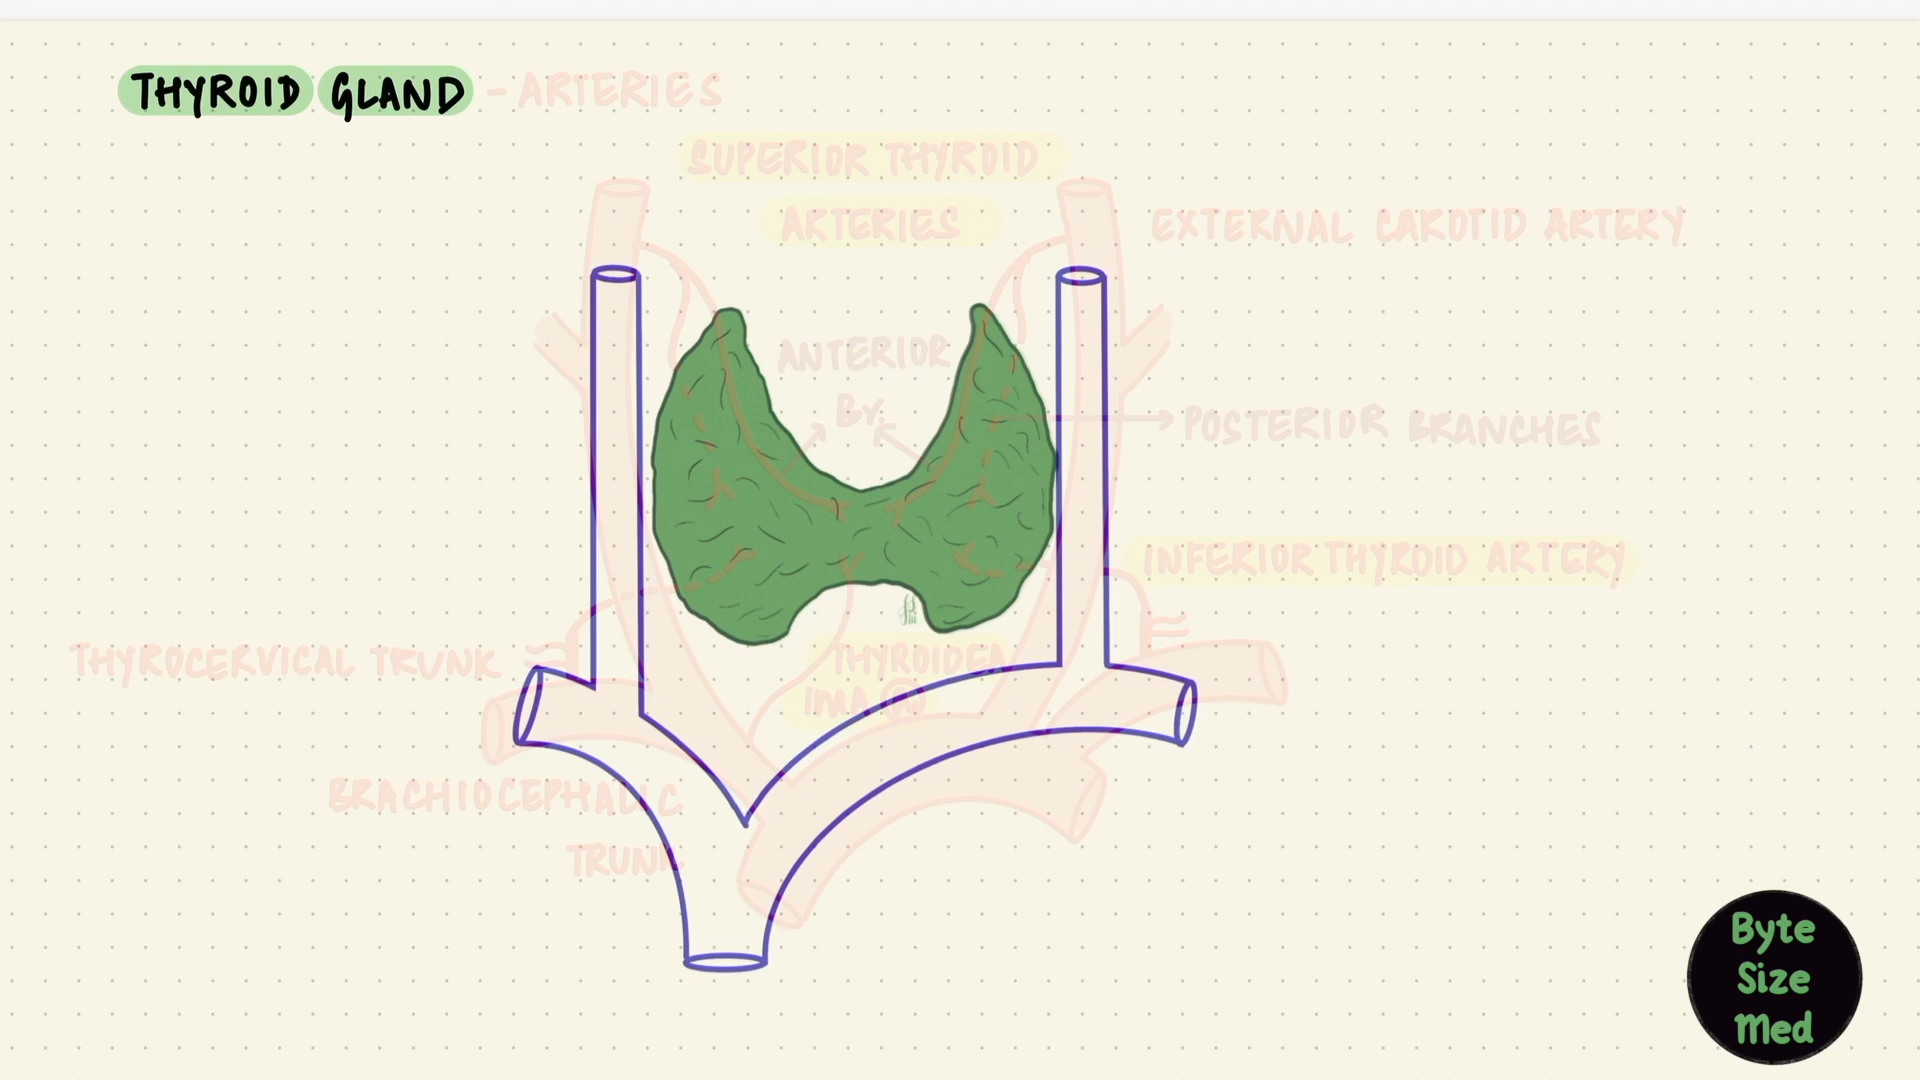 THYROID GLAND - ARTERIES
SUPERIOR THYROID
ARTERIES
EXTERNAL CAROTID ARTERY
ANTERIOR
Br.
POSTERIOR BRANCHES
INFERIOR THYROID ARTERY
THYROCERVICAL TRUNK
THYROIDEA
IMA
BRACHIOCEPHALIC
TRUNK
Byte
Size
Med